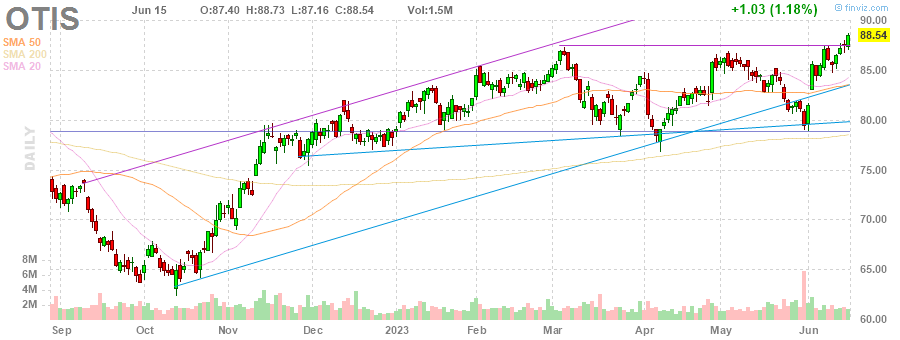 OTIS
Jun 15 O:87.40 H:88.73 L:87.16 C:88.54 Vol:1.5M +1.03 (1.18%)
© finviz.com
SMA 50
SMA 200
SMA 20
DAILY
90.00
88.54
85.00
80.00
75.00
70.00
65.00
60.00
8M
6M
4M
2M
Sep Oct Nov Dec 2023 Feb Mar Apr May Jun